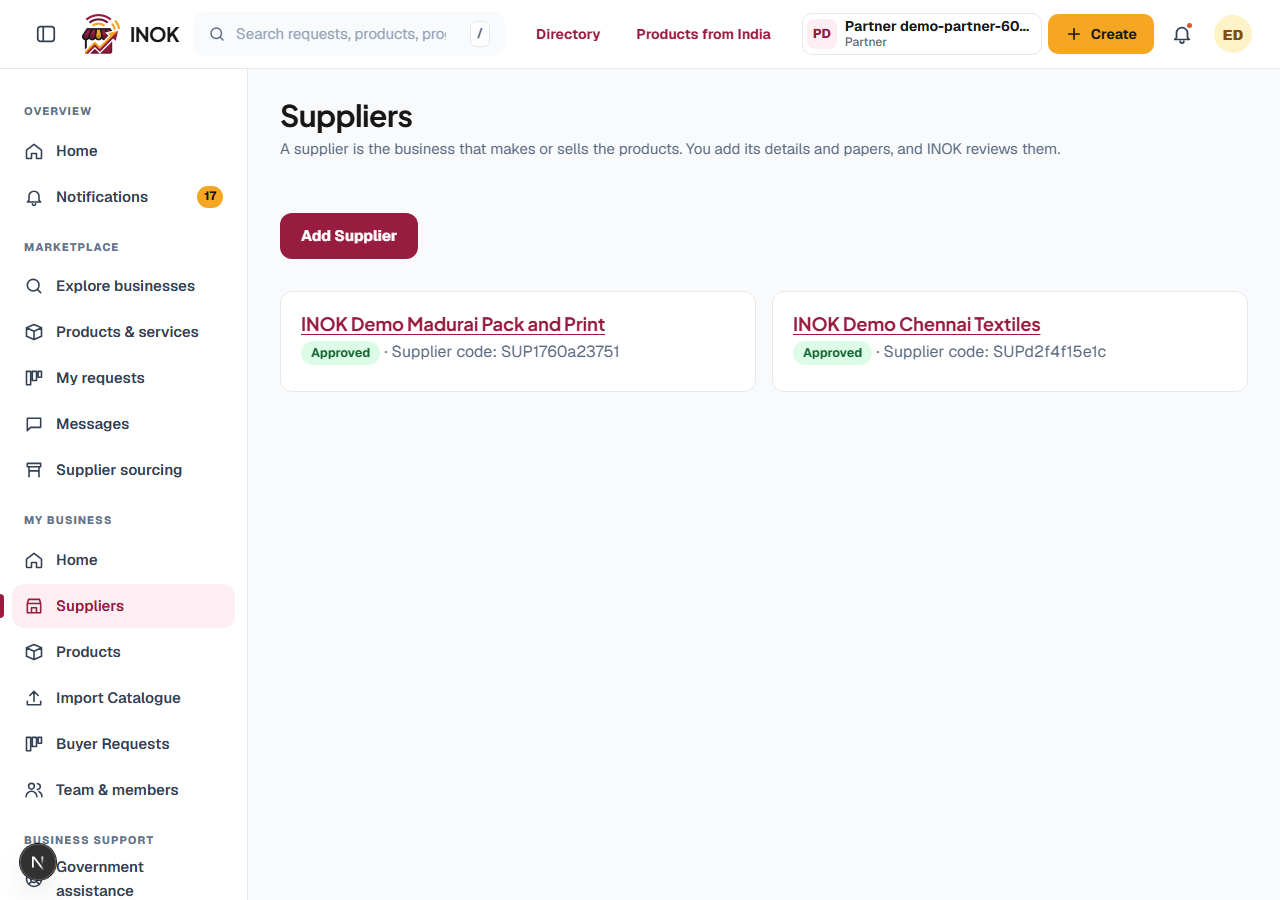 INOK
Search requests, products, pro
/
Directory
Products from India
PD
Partner demo-partner-60...
Partner
Create
ED
OVERVIEW
Home
Notifications
17
MARKETPLACE
Explore businesses
Products & services
My requests
Messages
Supplier sourcing
MY BUSINESS
Home
Suppliers
Products
Import Catalogue
Buyer Requests
Team & members
BUSINESS SUPPORT
N
Government
assistance
Suppliers
A supplier is the business that makes or sells the products. You add its details and papers, and INOK reviews them.
Add Supplier
INOK Demo Madurai Pack and Print
Approved · Supplier code: SUP1760a23751
INOK Demo Chennai Textiles
Approved · Supplier code: SUPd2f4f15e1c